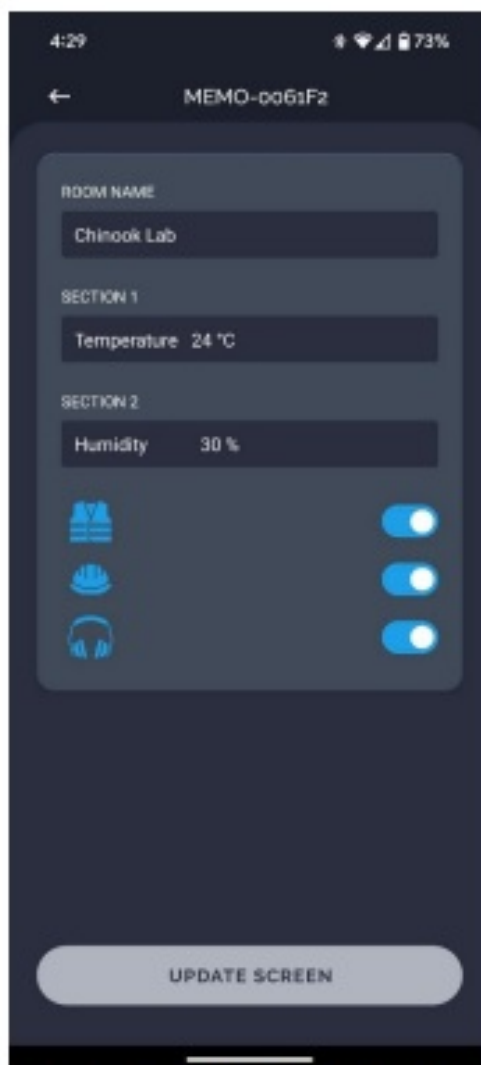 4:29 73%
MEMO-0061F2
ROOM NAME
Chinook Lab
SECTION 1
Temperature 24 °C
SECTION 2
Humidity 30 %
UPDATE SCREEN